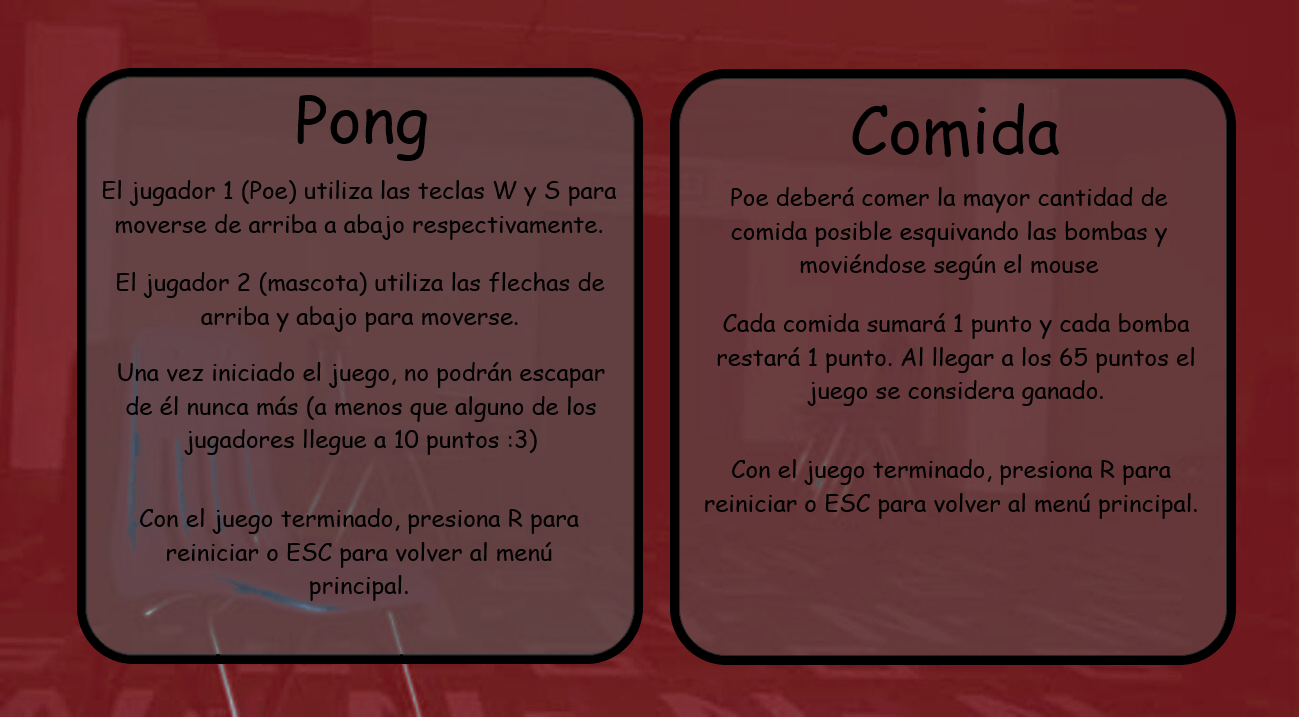 Pong
El jugador 1 (Poe) utiliza las teclas W y S para
moverse de arriba a abajo respectivamente.
El jugador 2 (mascota) utiliza las flechas de
arriba y abajo para moverse.
Una vez iniciado el juego, no podrán escapar
de él nunca más (a menos que alguno de los
jugadores llegue a 10 puntos :3)
Con el juego terminado, presiona R para
reiniciar o ESC para volver al menú
principal.
Comida
Poe deberá comer la mayor cantidad de
comida posible esquivando las bombas y
moviéndose según el mouse
Cada comida sumará 1 punto y cada bomba
restará 1 punto. Al llegar a los 65 puntos el
juego se considera ganado.
Con el juego terminado, presiona R para
reiniciar o ESC para volver al menú principal.